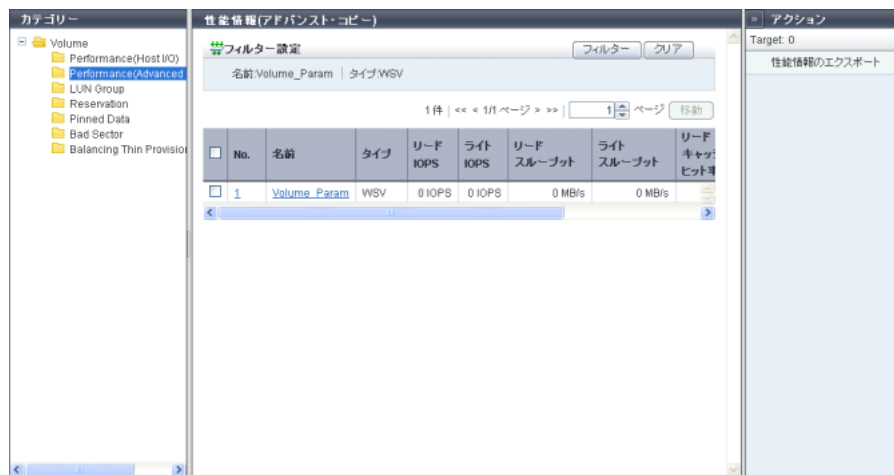 カテゴリー
Volume
Performance(Host I/O)
Performance(Advanced
LUN Group
Reservation
Pinned Data
Bad Sector
Balancing Thin Provision
性能情報(アドバンスト・コピー)
フィルター設定
フィルター クリア
名前:Volume_Param | タイプ:WSV
1件 | << < 1/1 ページ > >> | 1 ページ 移動
No. 名前 タイプ リード IOPS ライト IOPS リード スループット ライト スループット リード キャッシ ヒット率
1 Volume_Param WSV 0 IOPS 0 IOPS 0 MB/s 0 MB/s
» アクション
Target: 0
性能情報のエクスポート